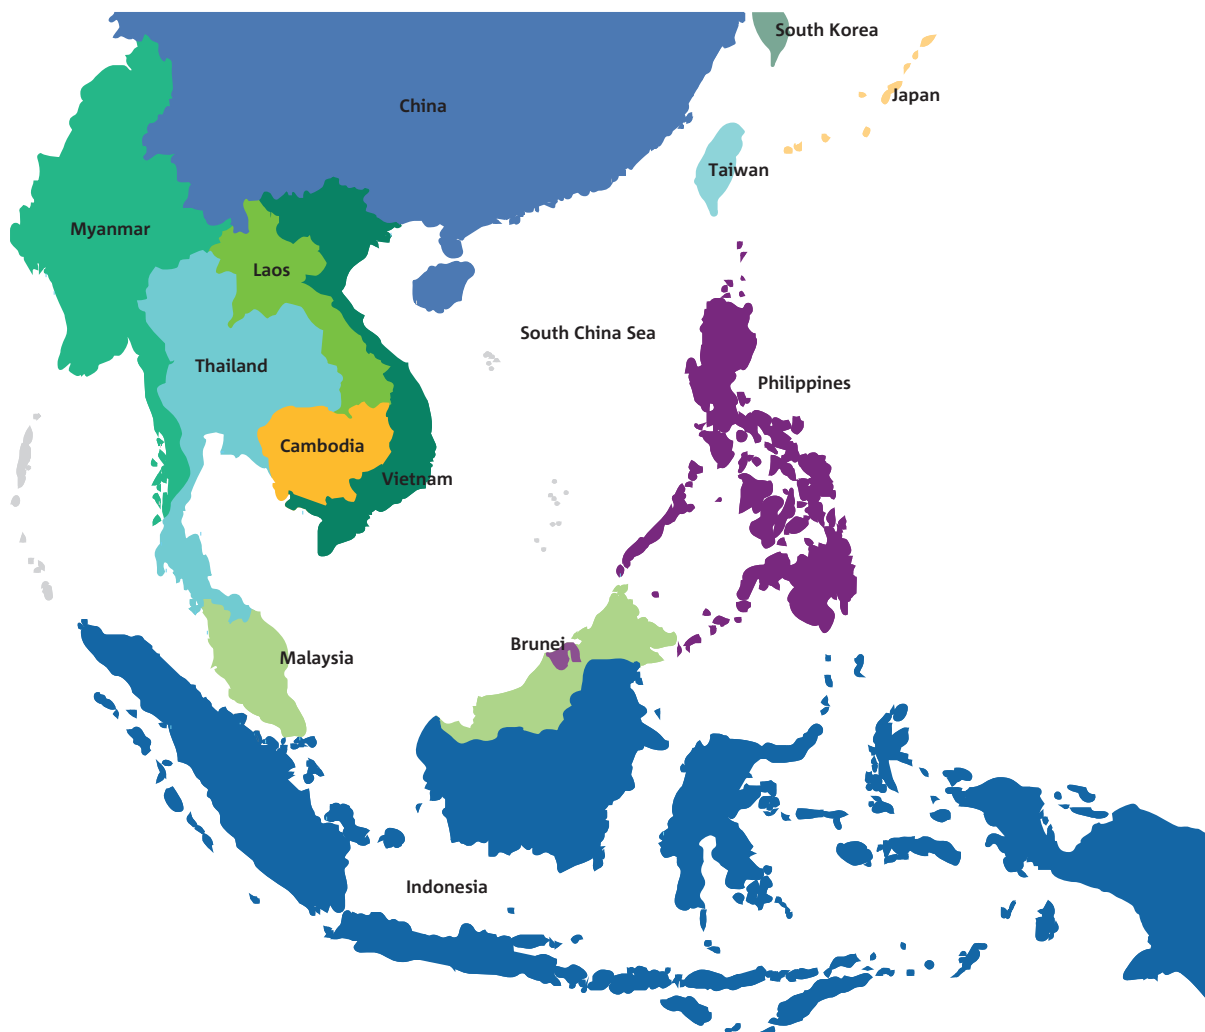 South Korea
Japan
China
Taiwan
Myanmar
Laos
South China Sea
Thailand
Philippines
Cambodia
Vietnam
Brunei
Malaysia
Indonesia